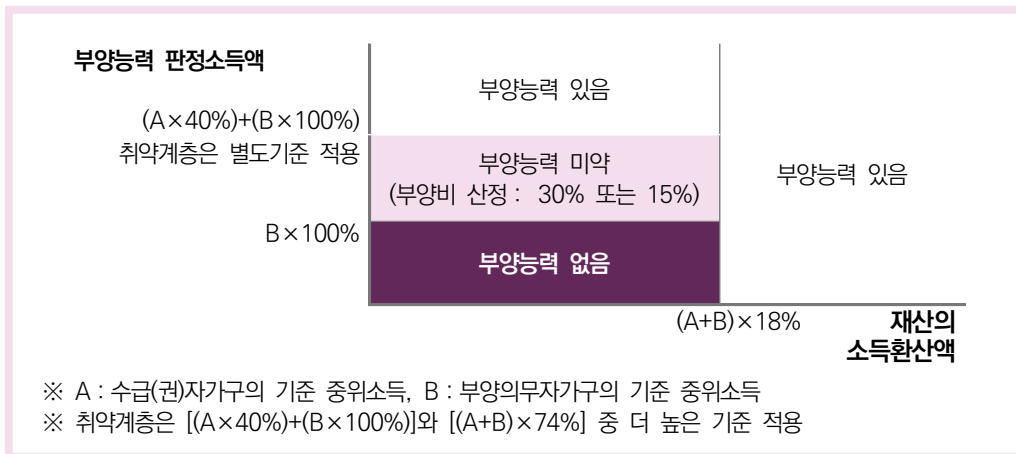 부양능력 판정소득액
(A×40%)+(B×100%)
취약계층은 별도기준 적용
B×100%
부양능력 있음
부양능력 미약
(부양비 산정 : 30% 또는 15%)
부양능력 없음
부양능력 있음
(A+B)×18%
재산의
소득환산액
※ A : 수급(권)자가구의 기준 중위소득, B : 부양의무자가구의 기준 중위소득
※ 취약계층은 [(A×40%)+(B×100%)]와 [(A+B)×74%] 중 더 높은 기준 적용